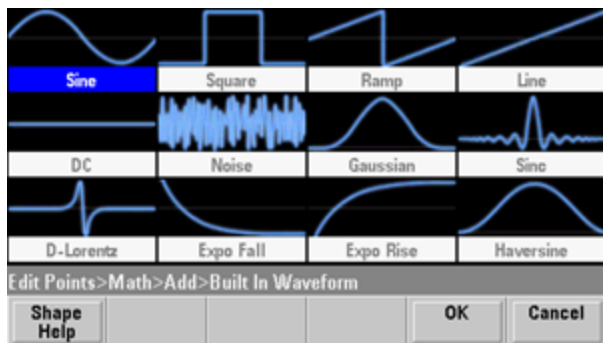 Sine Square Ramp Line
DC Noise Gaussian Sinc
D-Lorentz Expo Fall Expo Rise Haversine
Edit Points>Math>Add>Built In Waveform
Shape Help OK Cancel